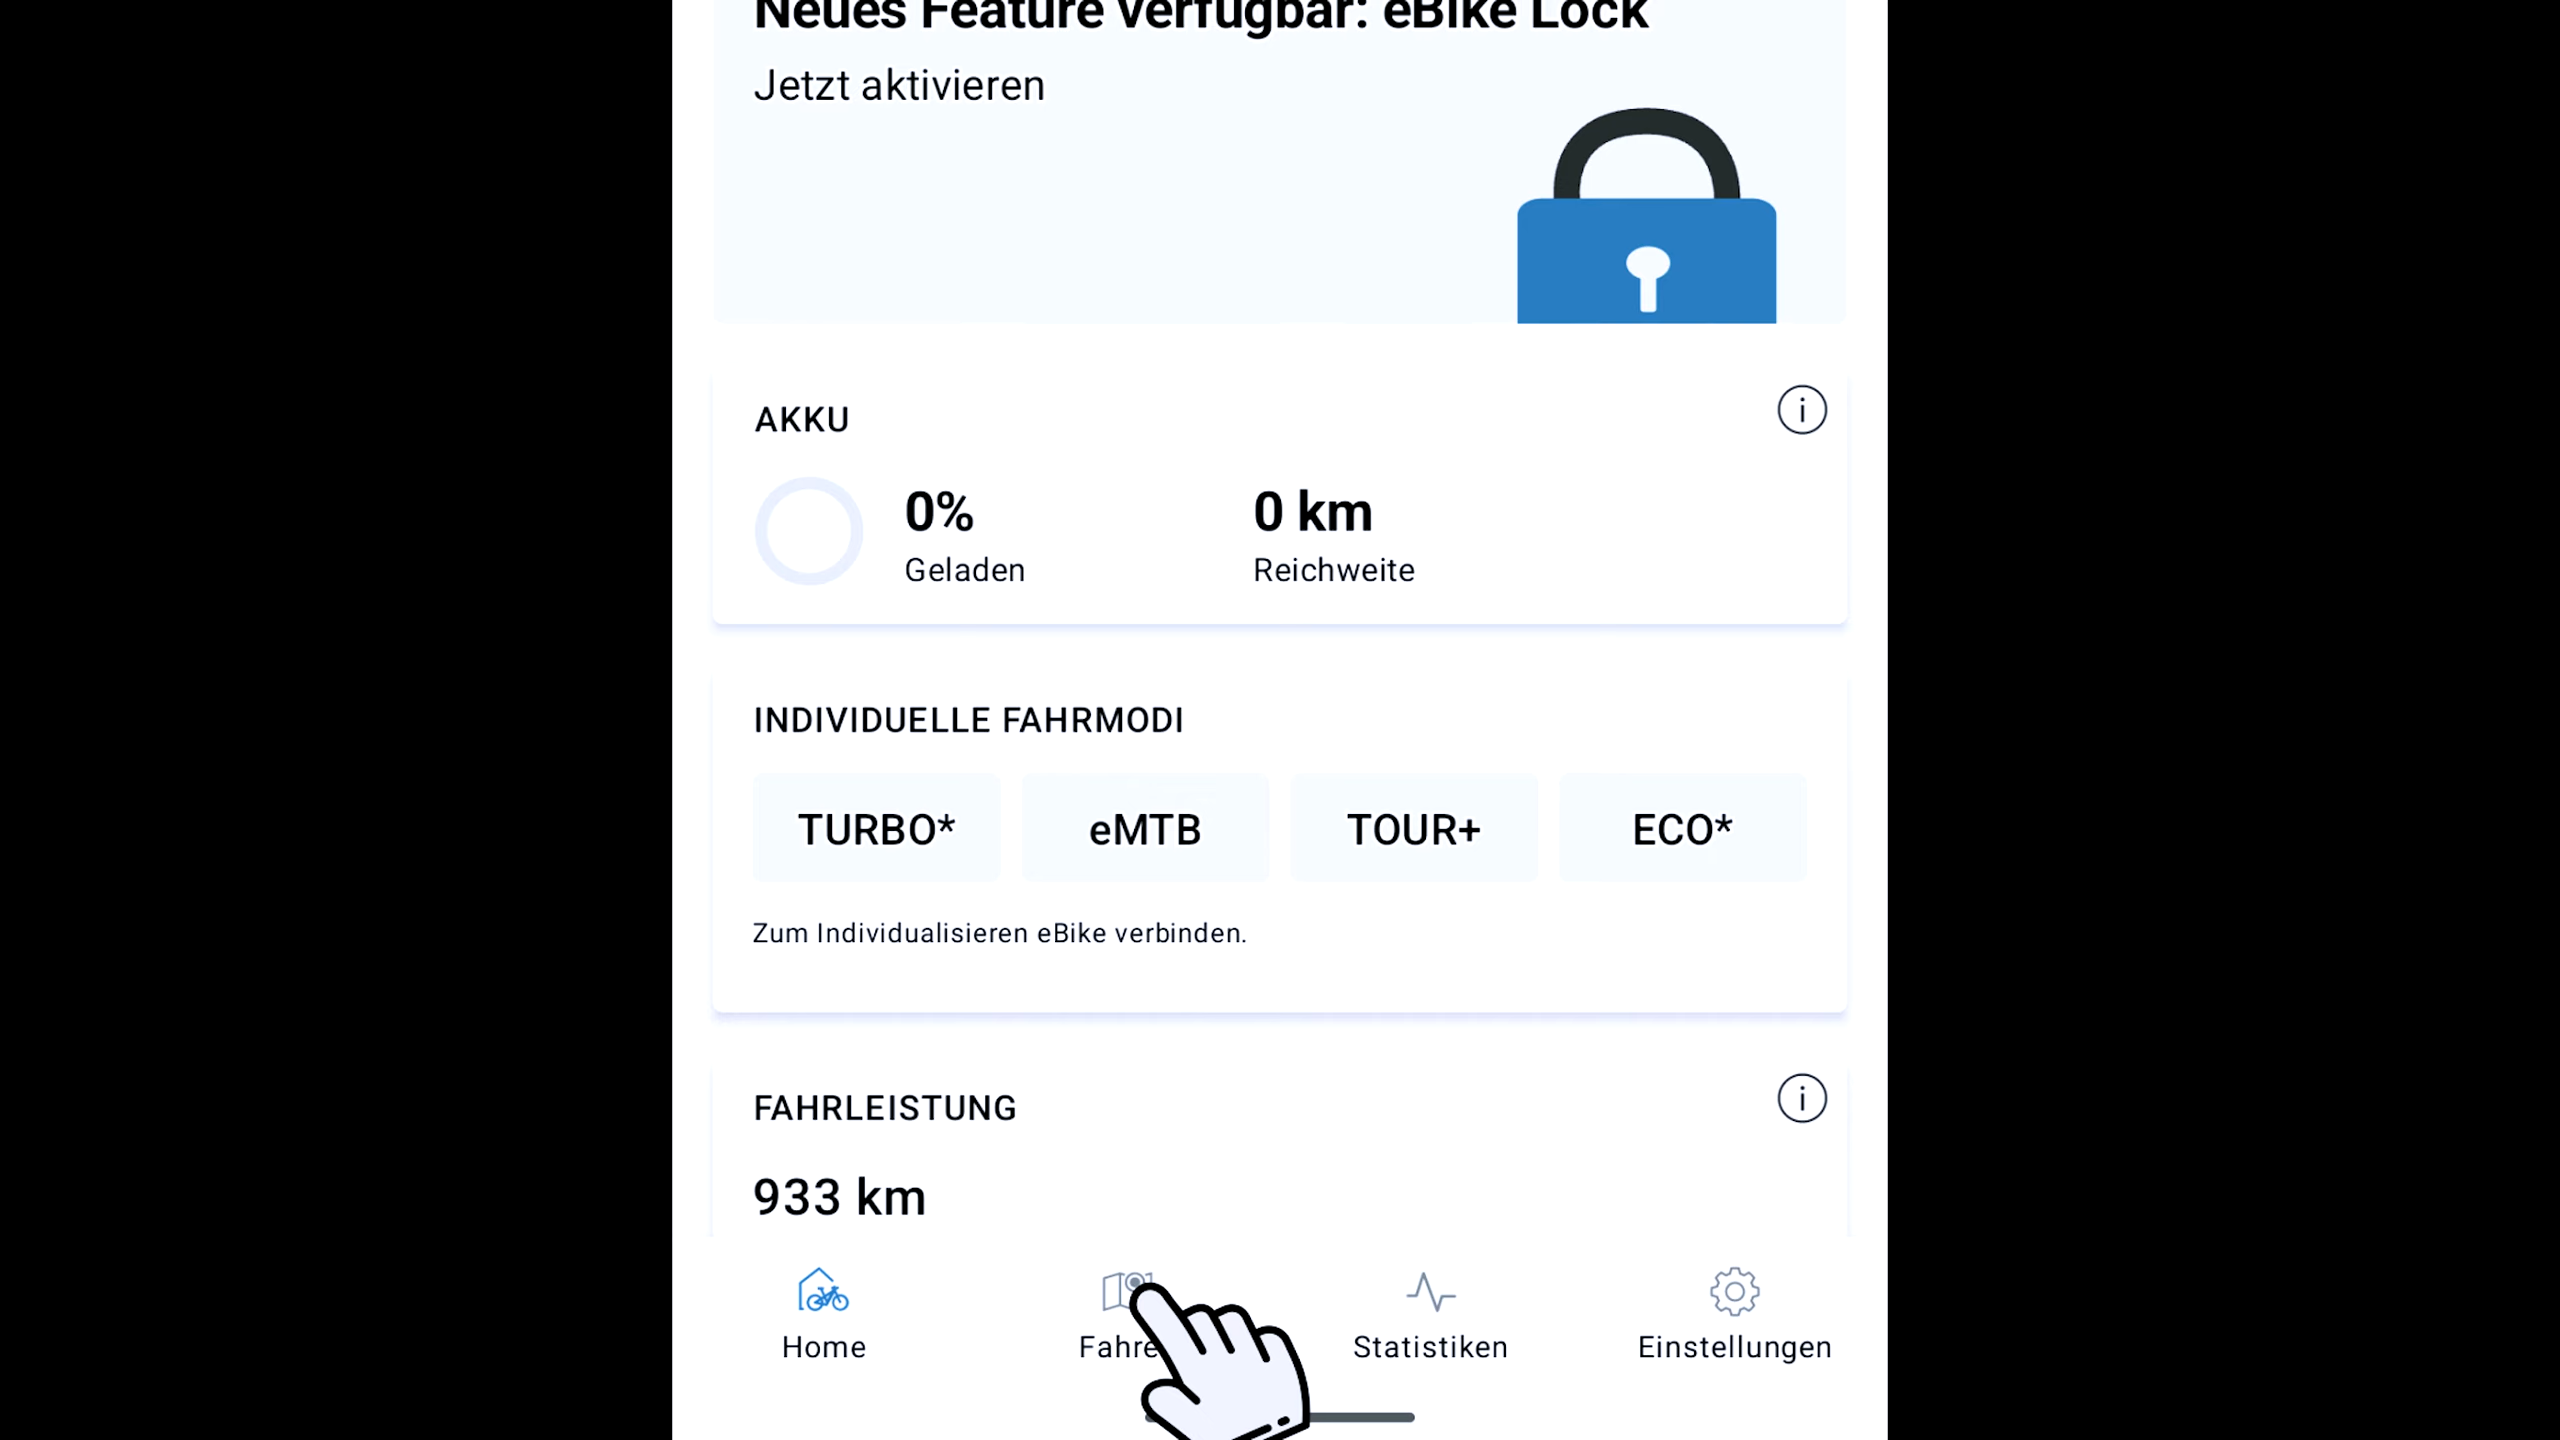 Neues Feature verfügbar: eBike Lock
Jetzt aktivieren
AKKU
0%
0 km
Geladen
Reichweite
INDIVIDUELLE FAHRMODI
TURBO*
eMTB
TOUR+
ECO*
Zum Individualisieren eBike verbinden.
FAHRLEISTUNG
933 km
Home
Statistiken
Einstellungen